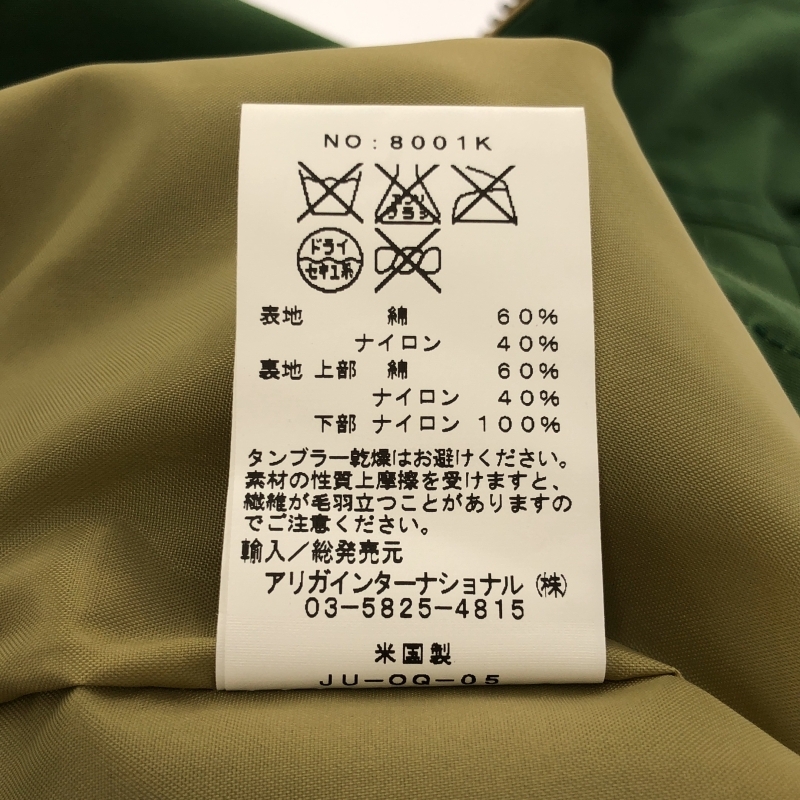 NO:8001K
エンソ
ブラシ
ドライ
セキユ系
表地 綿 60%
ナイロン 40%
裏地 上部 綿 60%
ナイロン 40%
下部 ナイロン 100%
タンブラー乾燥はお避けください。
素材の性質上摩擦を受けますと、
繊維が毛羽立つことがありますの
でご注意ください。
輸入/総発売元
アリガインターナショナル(株)
03-5825-4815
米国製
JU-OQ-05